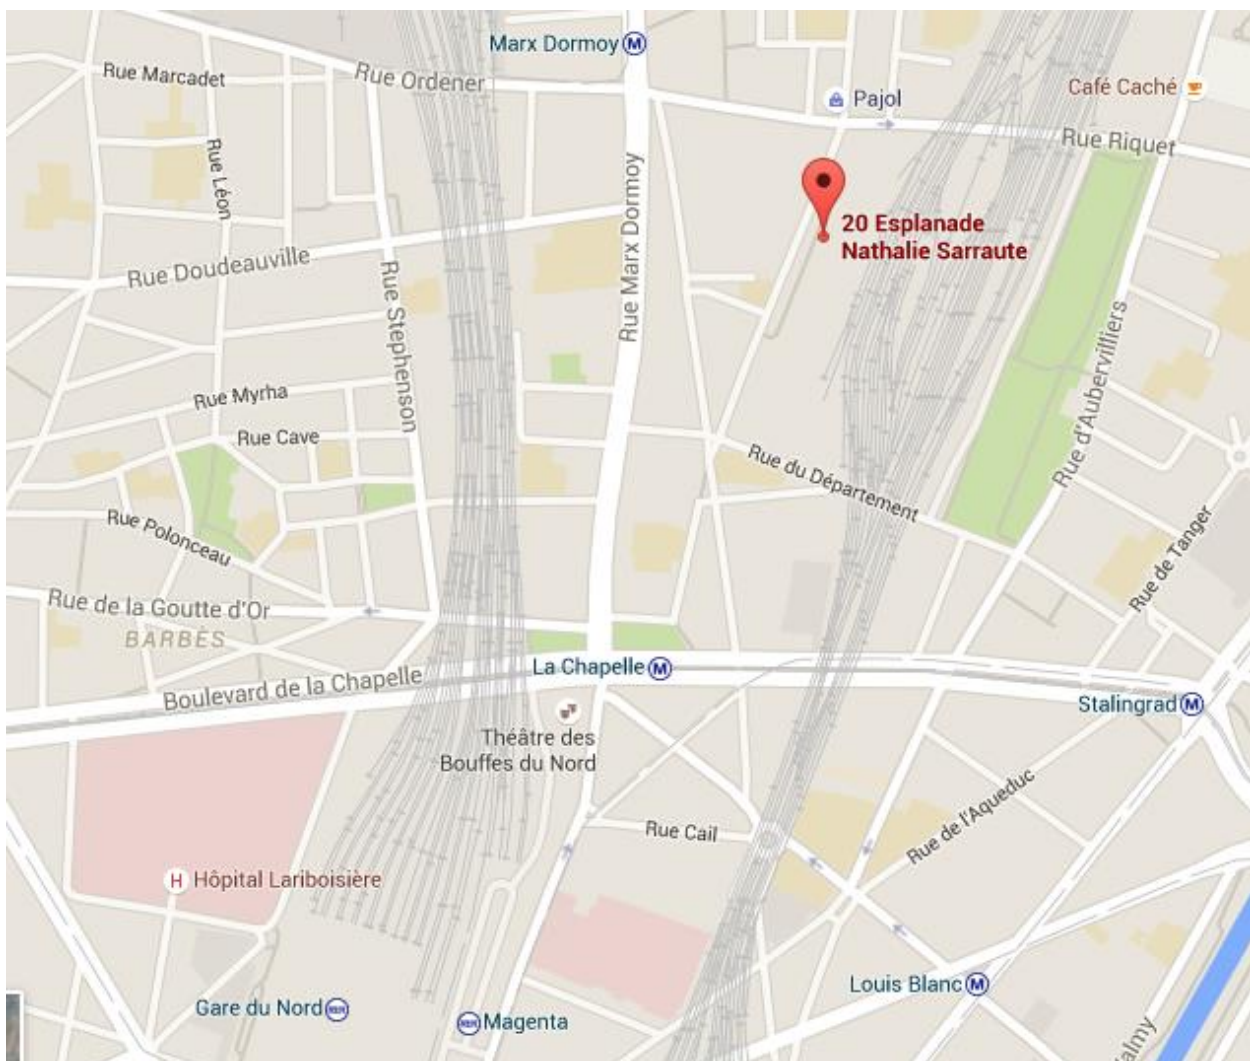 Marx Dormoy M
Rue Marcadet
Rue Ordener
Café Caché
Pajol
Rue Riquet
Rue Léon
Rue Marx Dormoy
20 Esplanade
Nathalie Sarraute
Rue Doudeauville
Rue Stephenson
Rue d'Aubervilliers
Rue Myrha
Rue Cave
Rue du Département
Rue Polonceau
Rue de Tanger
Rue de la Goutte d'Or
BARBÈS
La Chapelle M
Boulevard de la Chapelle
Stalingrad M
Théâtre des
Bouffes du Nord
Rue de l'Aqueduc
Rue Cail
H Hôpital Lariboisière
Louis Blanc M
Gare du Nord RER
RER Magenta
almy